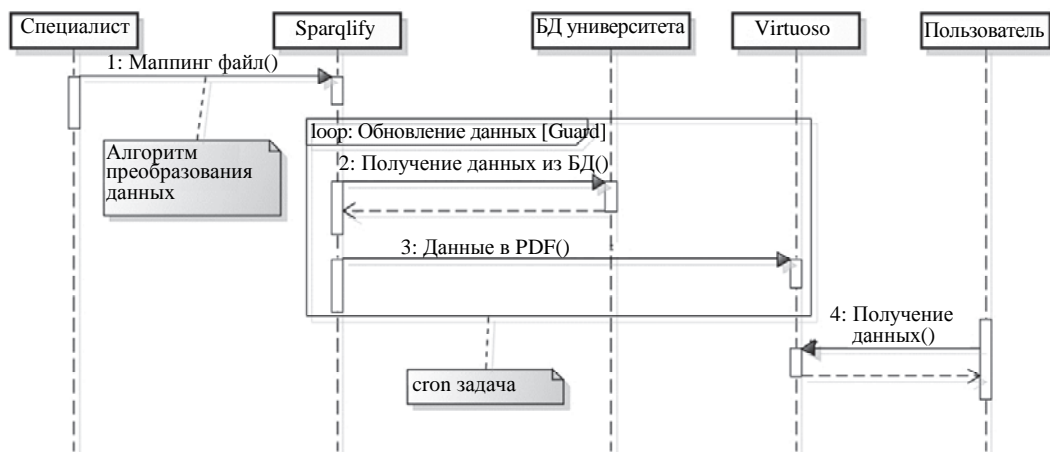 Специалист
Sparqlify
БД университета
Virtuoso
Пользователь
1: Маппинг файл()
loop: Обновление данных [Guard]
Алгоритм
преобразования
данных
2: Получение данных из БД()
3: Данные в PDF()
4: Получение
данных()
cron задача